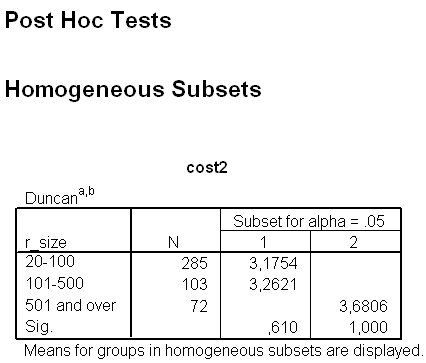 Post Hoc Tests
Homogeneous Subsets
cost2
Duncan a,b
Subset for alpha = .05
r_size N 1 2
20-100 285 3,1754
101-500 103 3,2621
501 and over 72 3,6806
Sig. ,610 1,000
Means for groups in homogeneous subsets are displayed.